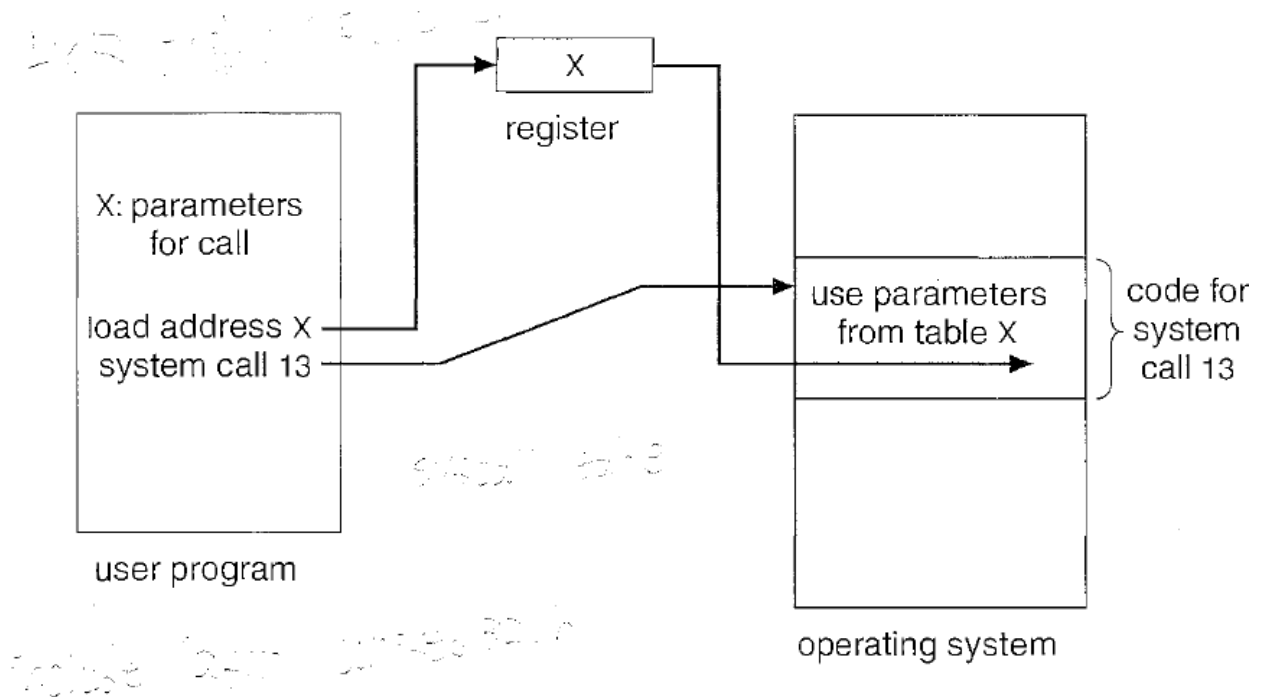 X
register
X: parameters
for call
load address X
system call 13
use parameters
from table X
code for
system
call 13
user program
operating system